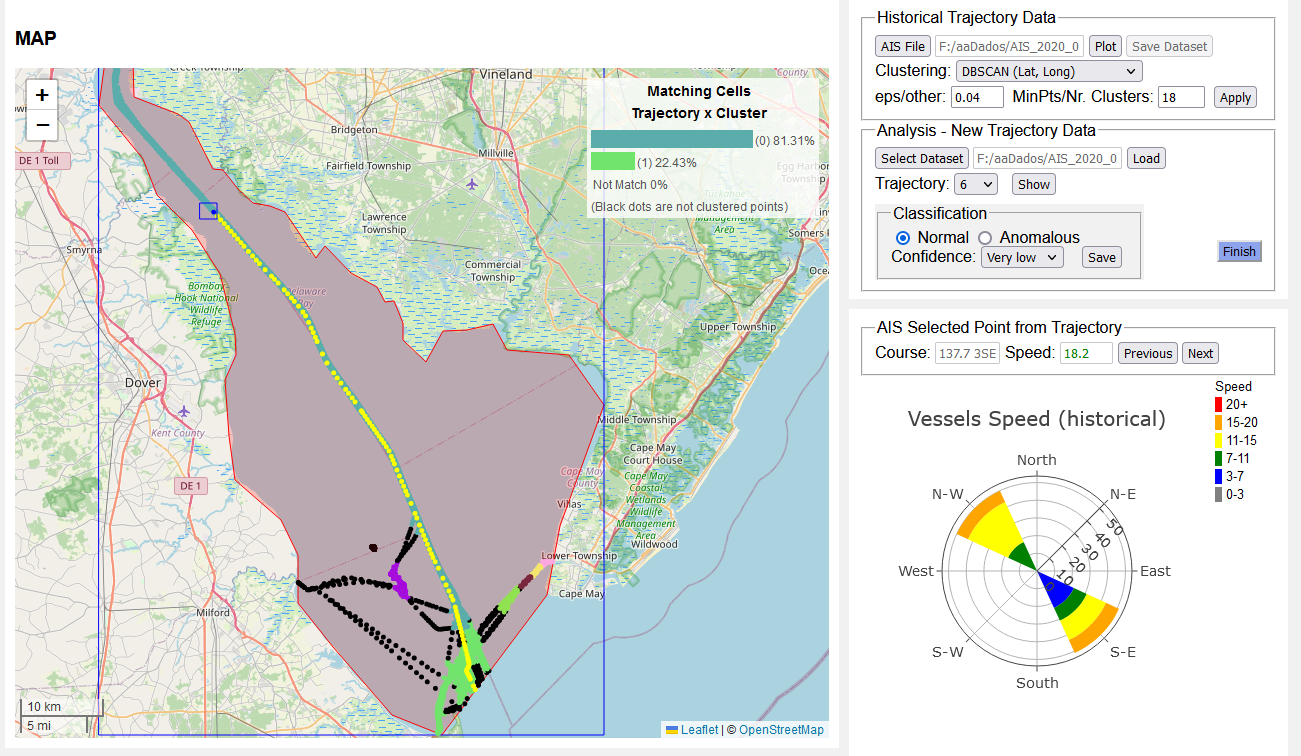 MAP
+
−
Vineland
County
Bridgeton
DE 1 Toll
Fairfield Township
Millville
Lawrence
Township
Smyrna
Commercial
Township
Bombay
Hook National
Wildlife
Refuge
Delaware
Bay
Upper Township
Dover
Kent County
Middle Township
Cape May
Court House
Cape May
County
Cape May
Coastal
Wetlands
Wildlife
Management
Area
DE 1
Villas
Wildwood
Lower Township
Cape May
Milford
10 km
5 mi
Leaflet | © OpenStreetMap
Matching Cells
Trajectory x Cluster
(0) 81.31%
(1) 22.43%
Not Match 0%
(Black dots are not clustered points)
Management
Area
Somers
Historical Trajectory Data
AIS File F:/aaDados/AIS_2020_0 Plot Save Dataset
Clustering: DBSCAN (Lat, Long)
eps/other: 0.04 MinPts/Nr. Clusters: 18 Apply
Analysis - New Trajectory Data
Select Dataset F:/aaDados/AIS_2020_0 Load
Trajectory: 6 Show
Classification
Normal Anomalous
Confidence: Very low Save
Finish
AIS Selected Point from Trajectory
Course: 137.7 3SE Speed: 18.2 Previous Next
Speed
20+
15-20
11-15
7-11
3-7
0-3
Vessels Speed (historical)
North
N-W
N-E
50
40
30
20
10
0
West
East
S-W
S-E
South